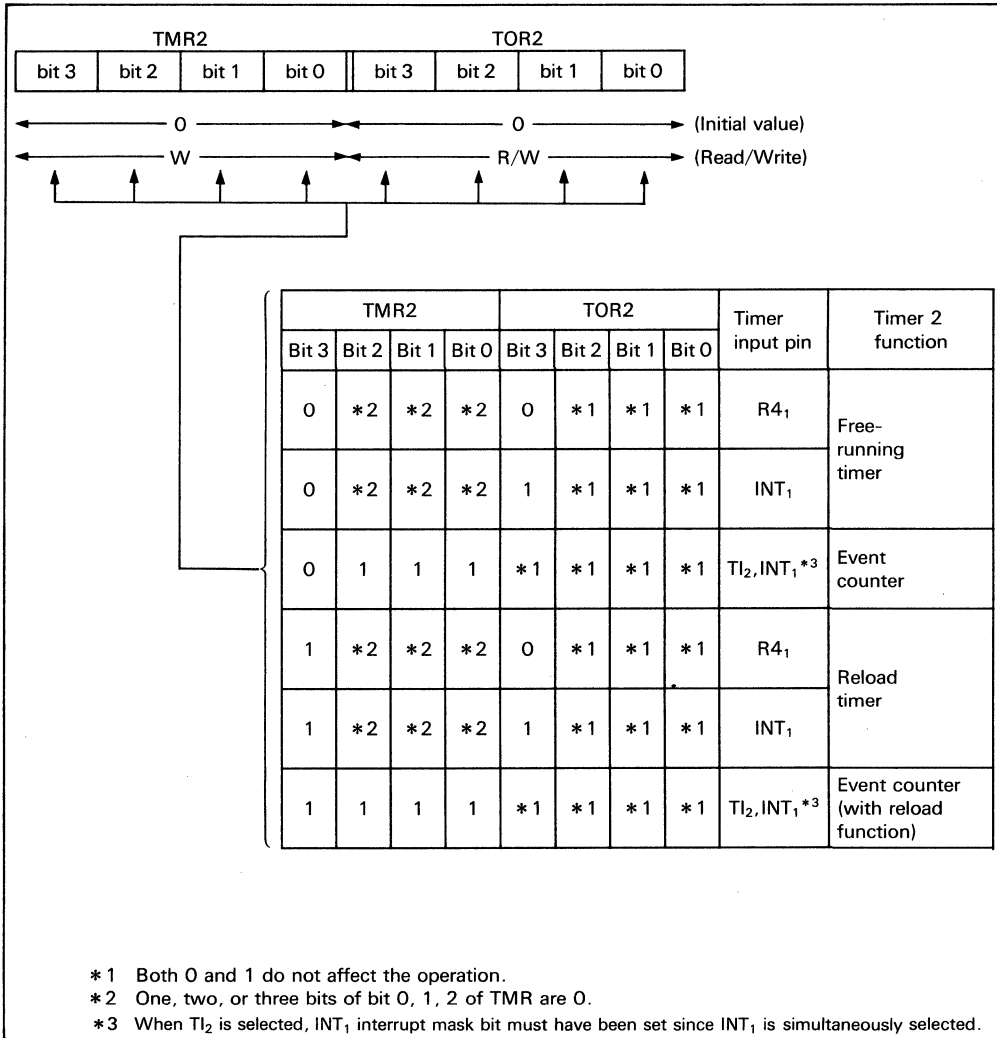 TMR2 TOR2
bit 3 bit 2 bit 1 bit 0 bit 3 bit 2 bit 1 bit 0
0 0 (Initial value)
W R/W (Read/Write)
TMR2 TOR2 Timer input pin Timer 2 function
Bit 3 Bit 2 Bit 1 Bit 0 Bit 3 Bit 2 Bit 1 Bit 0
0 *2 *2 *2 0 *1 *1 *1 R4₁ Free-running timer
0 *2 *2 *2 1 *1 *1 *1 INT₁
0 1 1 1 *1 *1 *1 *1 TI₂,INT₁*3 Event counter
1 *2 *2 *2 0 *1 *1 *1 R4₁ Reload timer
1 *2 *2 *2 1 *1 *1 *1 INT₁
1 1 1 1 *1 *1 *1 *1 TI₂,INT₁*3 Event counter (with reload function)
*1 Both 0 and 1 do not affect the operation.
*2 One, two, or three bits of bit 0, 1, 2 of TMR are 0.
*3 When TI₂ is selected, INT₁ interrupt mask bit must have been set since INT₁ is simultaneously selected.